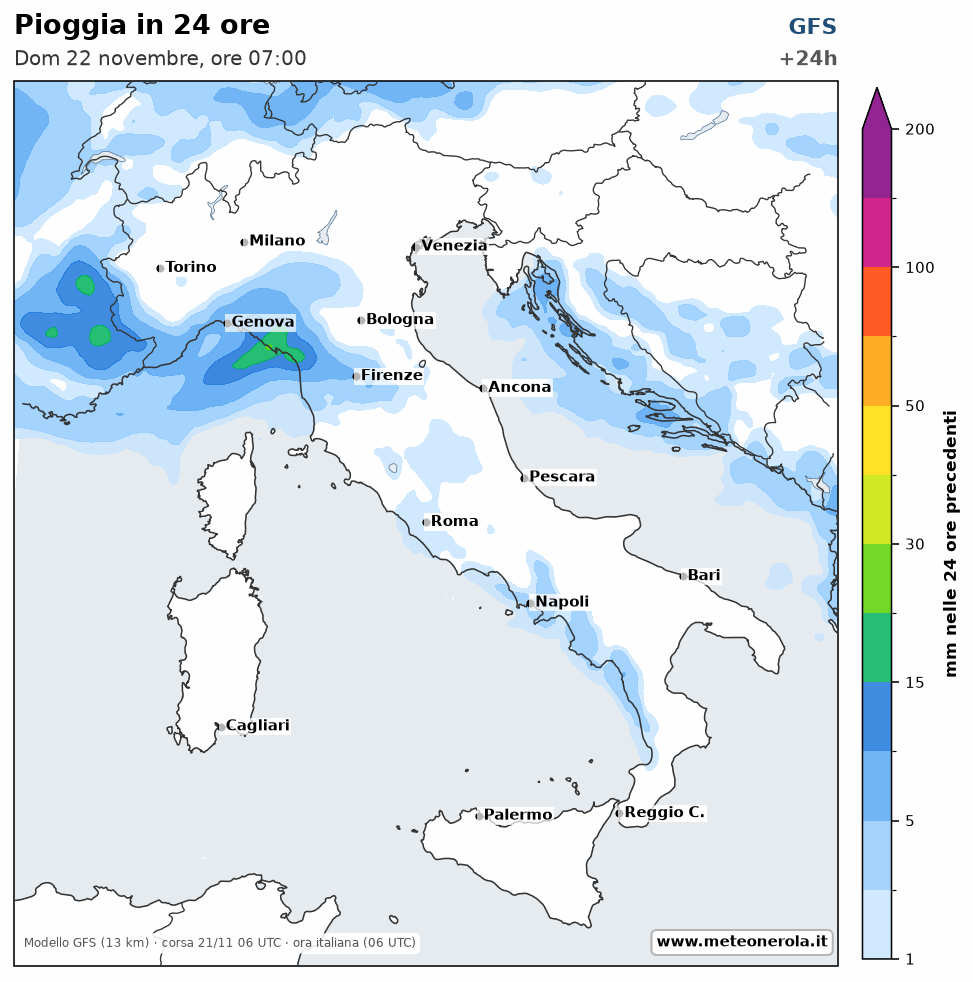 Pioggia in 24 ore
GFS
Dom 22 novembre, ore 07:00
+24h
200
Venezia
Milano
Torino
100
Bologna
Genova
Firenze
Ancona
50
Pescara
Roma
30
Bari
Napoli
mm nelle 24 ore precedenti
15
Cagliari
Reggio C.
Palermo
5
Modello GFS (13 km) · corsa 21/11 06 UTC · ora italiana (06 UTC)
www.meteonerola.it
1